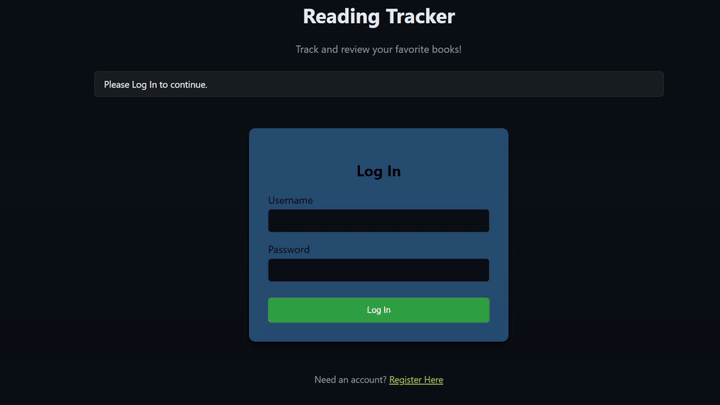 Reading Tracker
Track and review your favorite books!
Please Log In to continue.
Log In
Username
Password
Log In
Need an account? Register Here